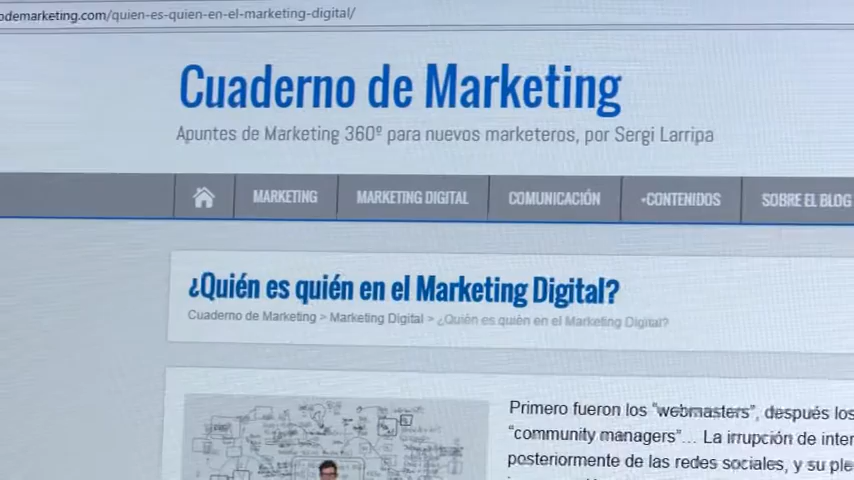 odemarketing.com/quien-es-quien-en-el-marketing-digital/
Cuaderno de Marketing
Apuntes de Marketing 360º para nuevos marketeros, por Sergi Larripa
MARKETING MARKETING DIGITAL COMUNICACIÓN +CONTENIDOS SOBRE EL BLOG
¿Quién es quién en el Marketing Digital?
Cuaderno de Marketing > Marketing Digital > ¿Quién es quién en el Marketing Digital?
Primero fueron los "webmasters", después los
"community managers"... La irrupción de inter
posteriormente de las redes sociales, y su ple